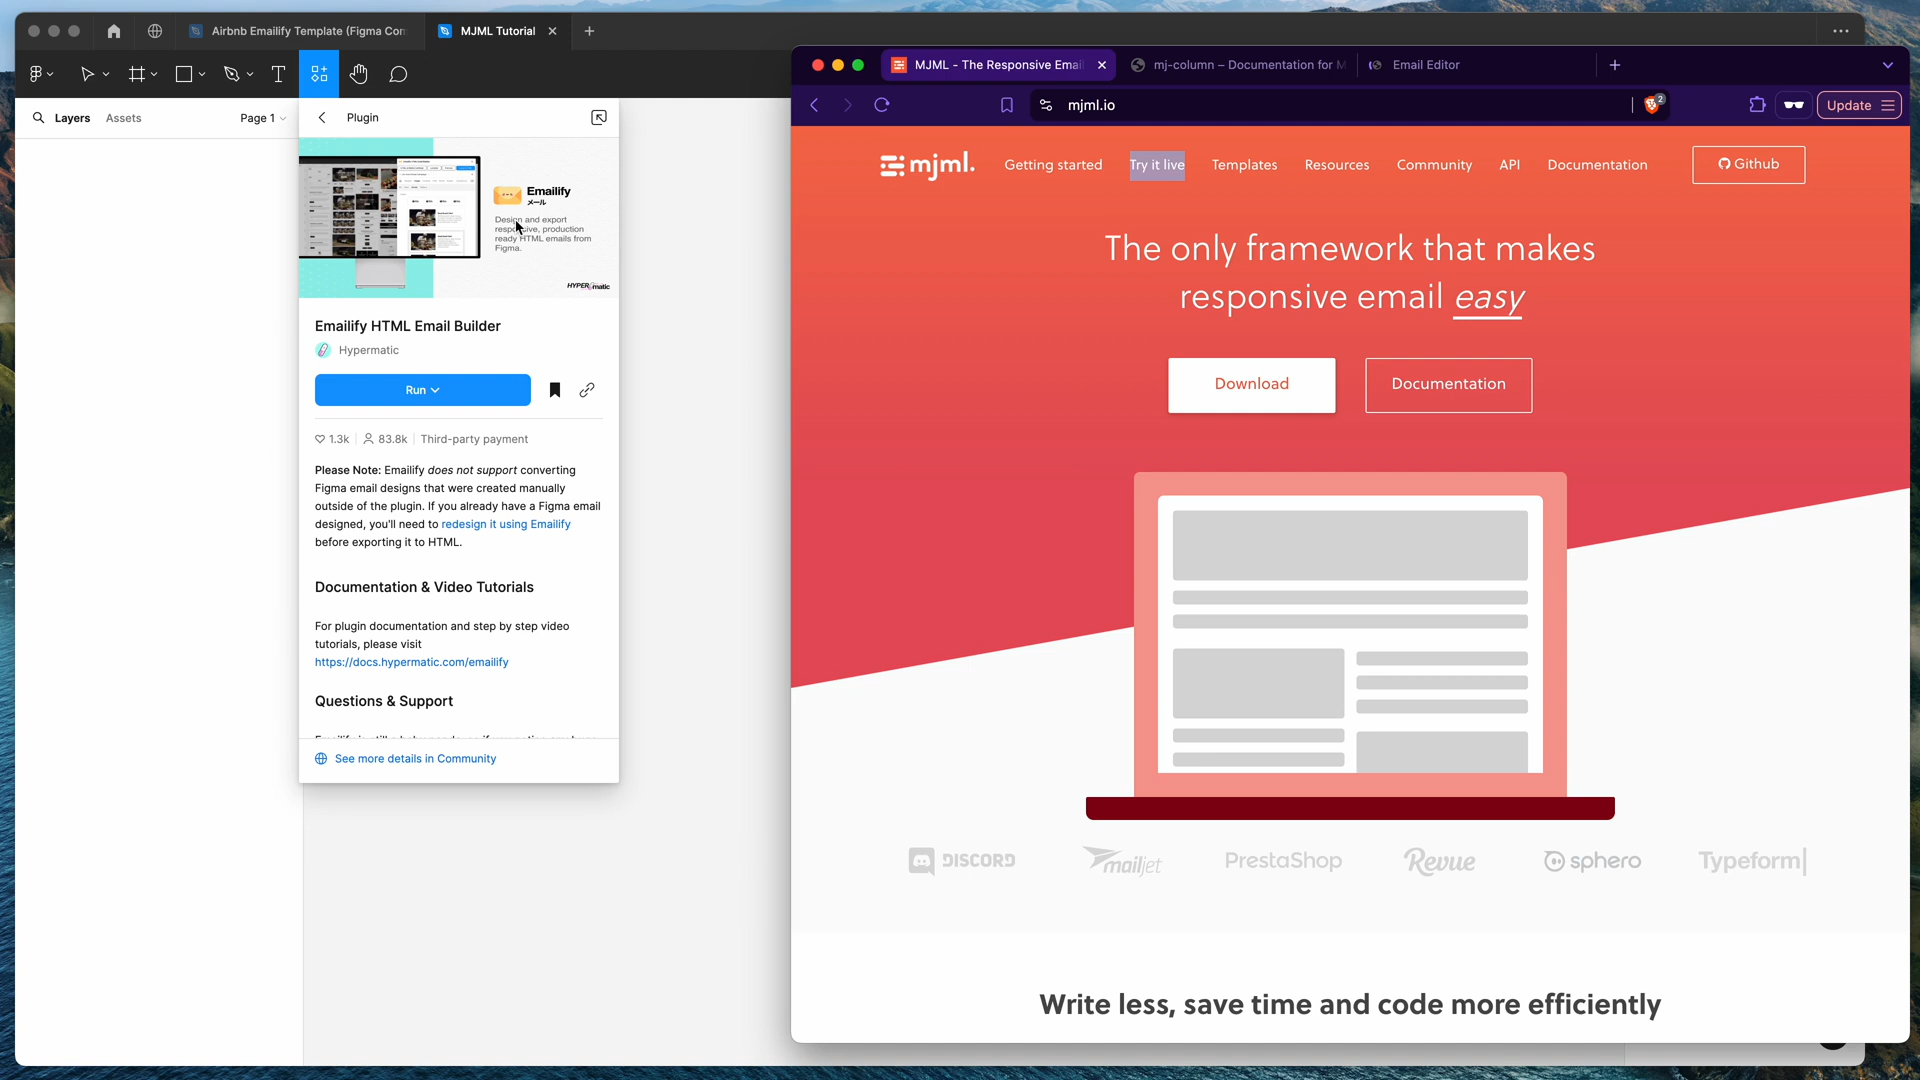 Airbnb Emailify Template (Figma Con
MJML Tutorial
Layers
Assets
Page 1
Plugin
Emailify
メール
Design and export
responsive, production
ready HTML emails from
Figma.
HYPERmatic
Emailify HTML Email Builder
Hypermatic
Run
1.3k
83.8k
Third-party payment
Please Note: Emailify does not support converting
Figma email designs that were created manually
outside of the plugin. If you already have a Figma email
designed, you'll need to redesign it using Emailify
before exporting it to HTML.
Documentation & Video Tutorials
For plugin documentation and step by step video
tutorials, please visit
https://docs.hypermatic.com/emailify
Questions & Support
See more details in Community
MJML - The Responsive Email
mj-column – Documentation for M
Email Editor
mjml.io
2
Update
mjml.
Getting started
Try it live
Templates
Resources
Community
API
Documentation
Github
The only framework that makes
responsive email easy
Download
Documentation
DISCORD
mailjet
PrestaShop
Revue
sphero
Typeform
Write less, save time and code more efficiently